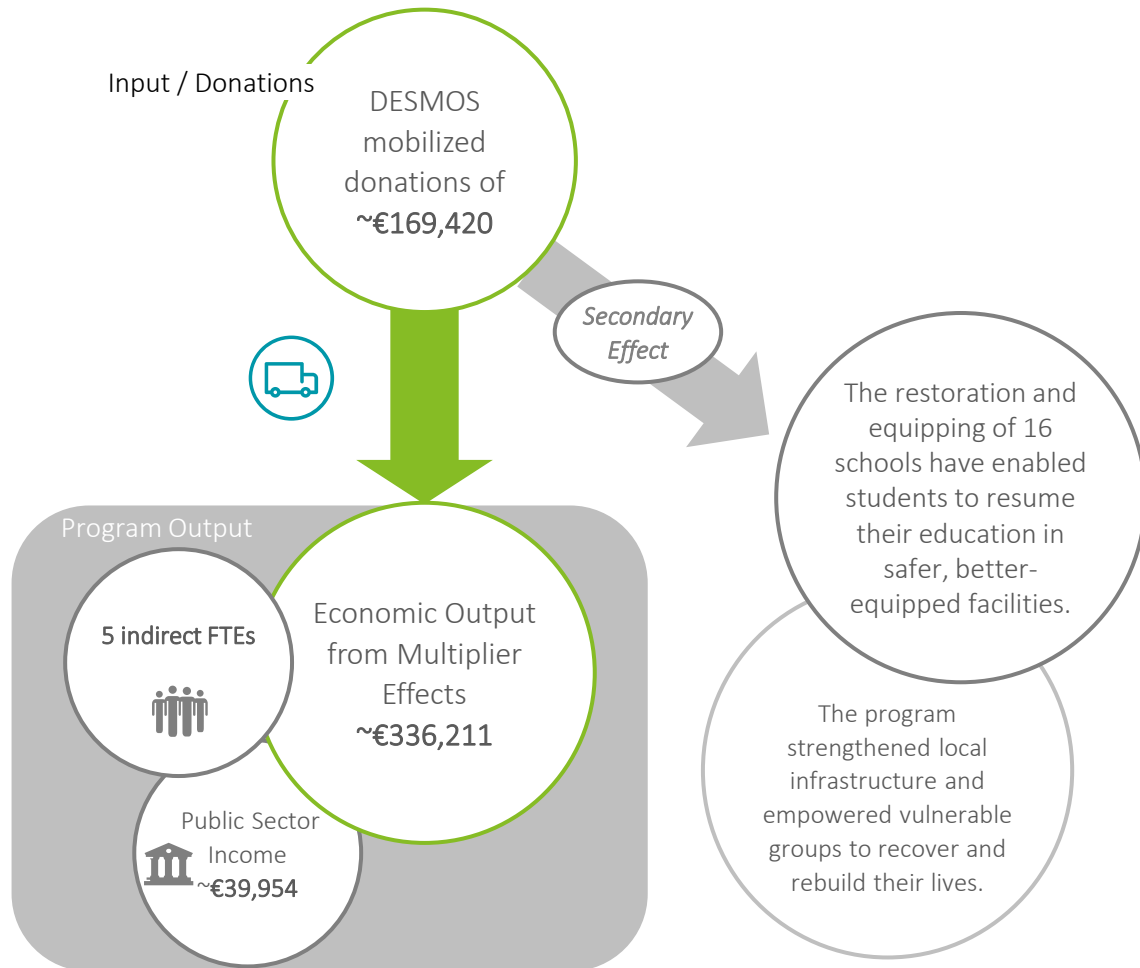 Input / Donations
DESMOS
mobilized
donations of
~€169,420
Secondary
Effect
The restoration and
equipping of 16
schools have enabled
students to resume
their education in
safer, better-
equipped facilities.
Program Output
5 indirect FTEs
Economic Output
from Multiplier
Effects
~€336,211
Public Sector
Income
~€39,954
The program
strengthened local
infrastructure and
empowered vulnerable
groups to recover and
rebuild their lives.